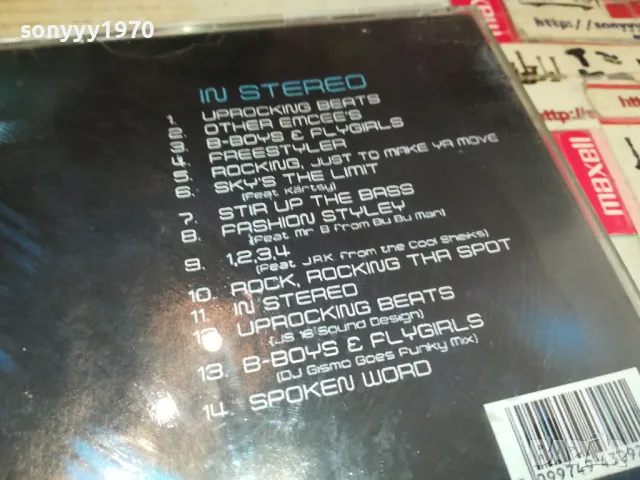 sonyyy1970
IN STEREO
1. UPROCKING BEATS
2. OTHER EMCEE'S
3. B-BOYS & FLYGIRLS
4. FREESTYLER
5. ROCKING, JUST TO MAKE YA MOVE
6. SKY'S THE LIMIT
(Feat Kärtsy)
7. STIR UP THE BASS
8. FASHION STYLEY
(Feat Mr B from Bu Bu Man)
9. 1,2,3,4
(Feat J.A.K from the Cool Sheiks)
10. ROCK, ROCKING THA SPOT
11. IN STEREO
12. UPROCKING BEATS
(JS 16 Sound Design)
13. B-BOYS & FLYGIRLS
(DJ Gismo Goes Funky Mix)
14. SPOKEN WORD
maxell
http://s
sonyyy1970